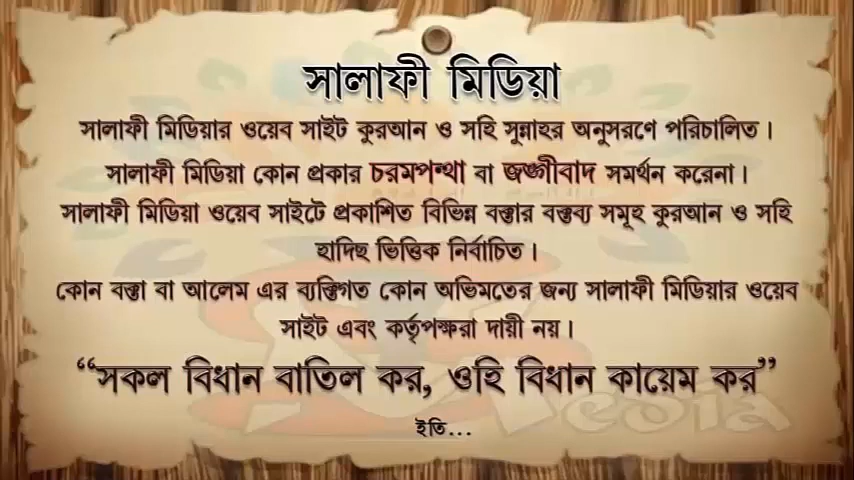 সালাফী মিডিয়া
সালাফী মিডিয়ার ওয়েব সাইট কুরআন ও সহি সুন্নাহর অনুসরণে পরিচালিত।
সালাফী মিডিয়া কোন প্রকার চরমপন্থা বা জঙ্গীবাদ সমর্থন করেনা।
সালাফী মিডিয়া ওয়েব সাইটে প্রকাশিত বিভিন্ন বক্তার বক্তব্য সমূহ কুরআন ও সহি
হাদিছ ভিত্তিক নির্বাচিত।
কোন বক্তা বা আলেম এর ব্যক্তিগত কোন অভিমতের জন্য সালাফী মিডিয়ার ওয়েব
সাইট এবং কর্তৃপক্ষরা দায়ী নয়।
“সকল বিধান বাতিল কর, ওহি বিধান কায়েম কর”
Media
ইতি...